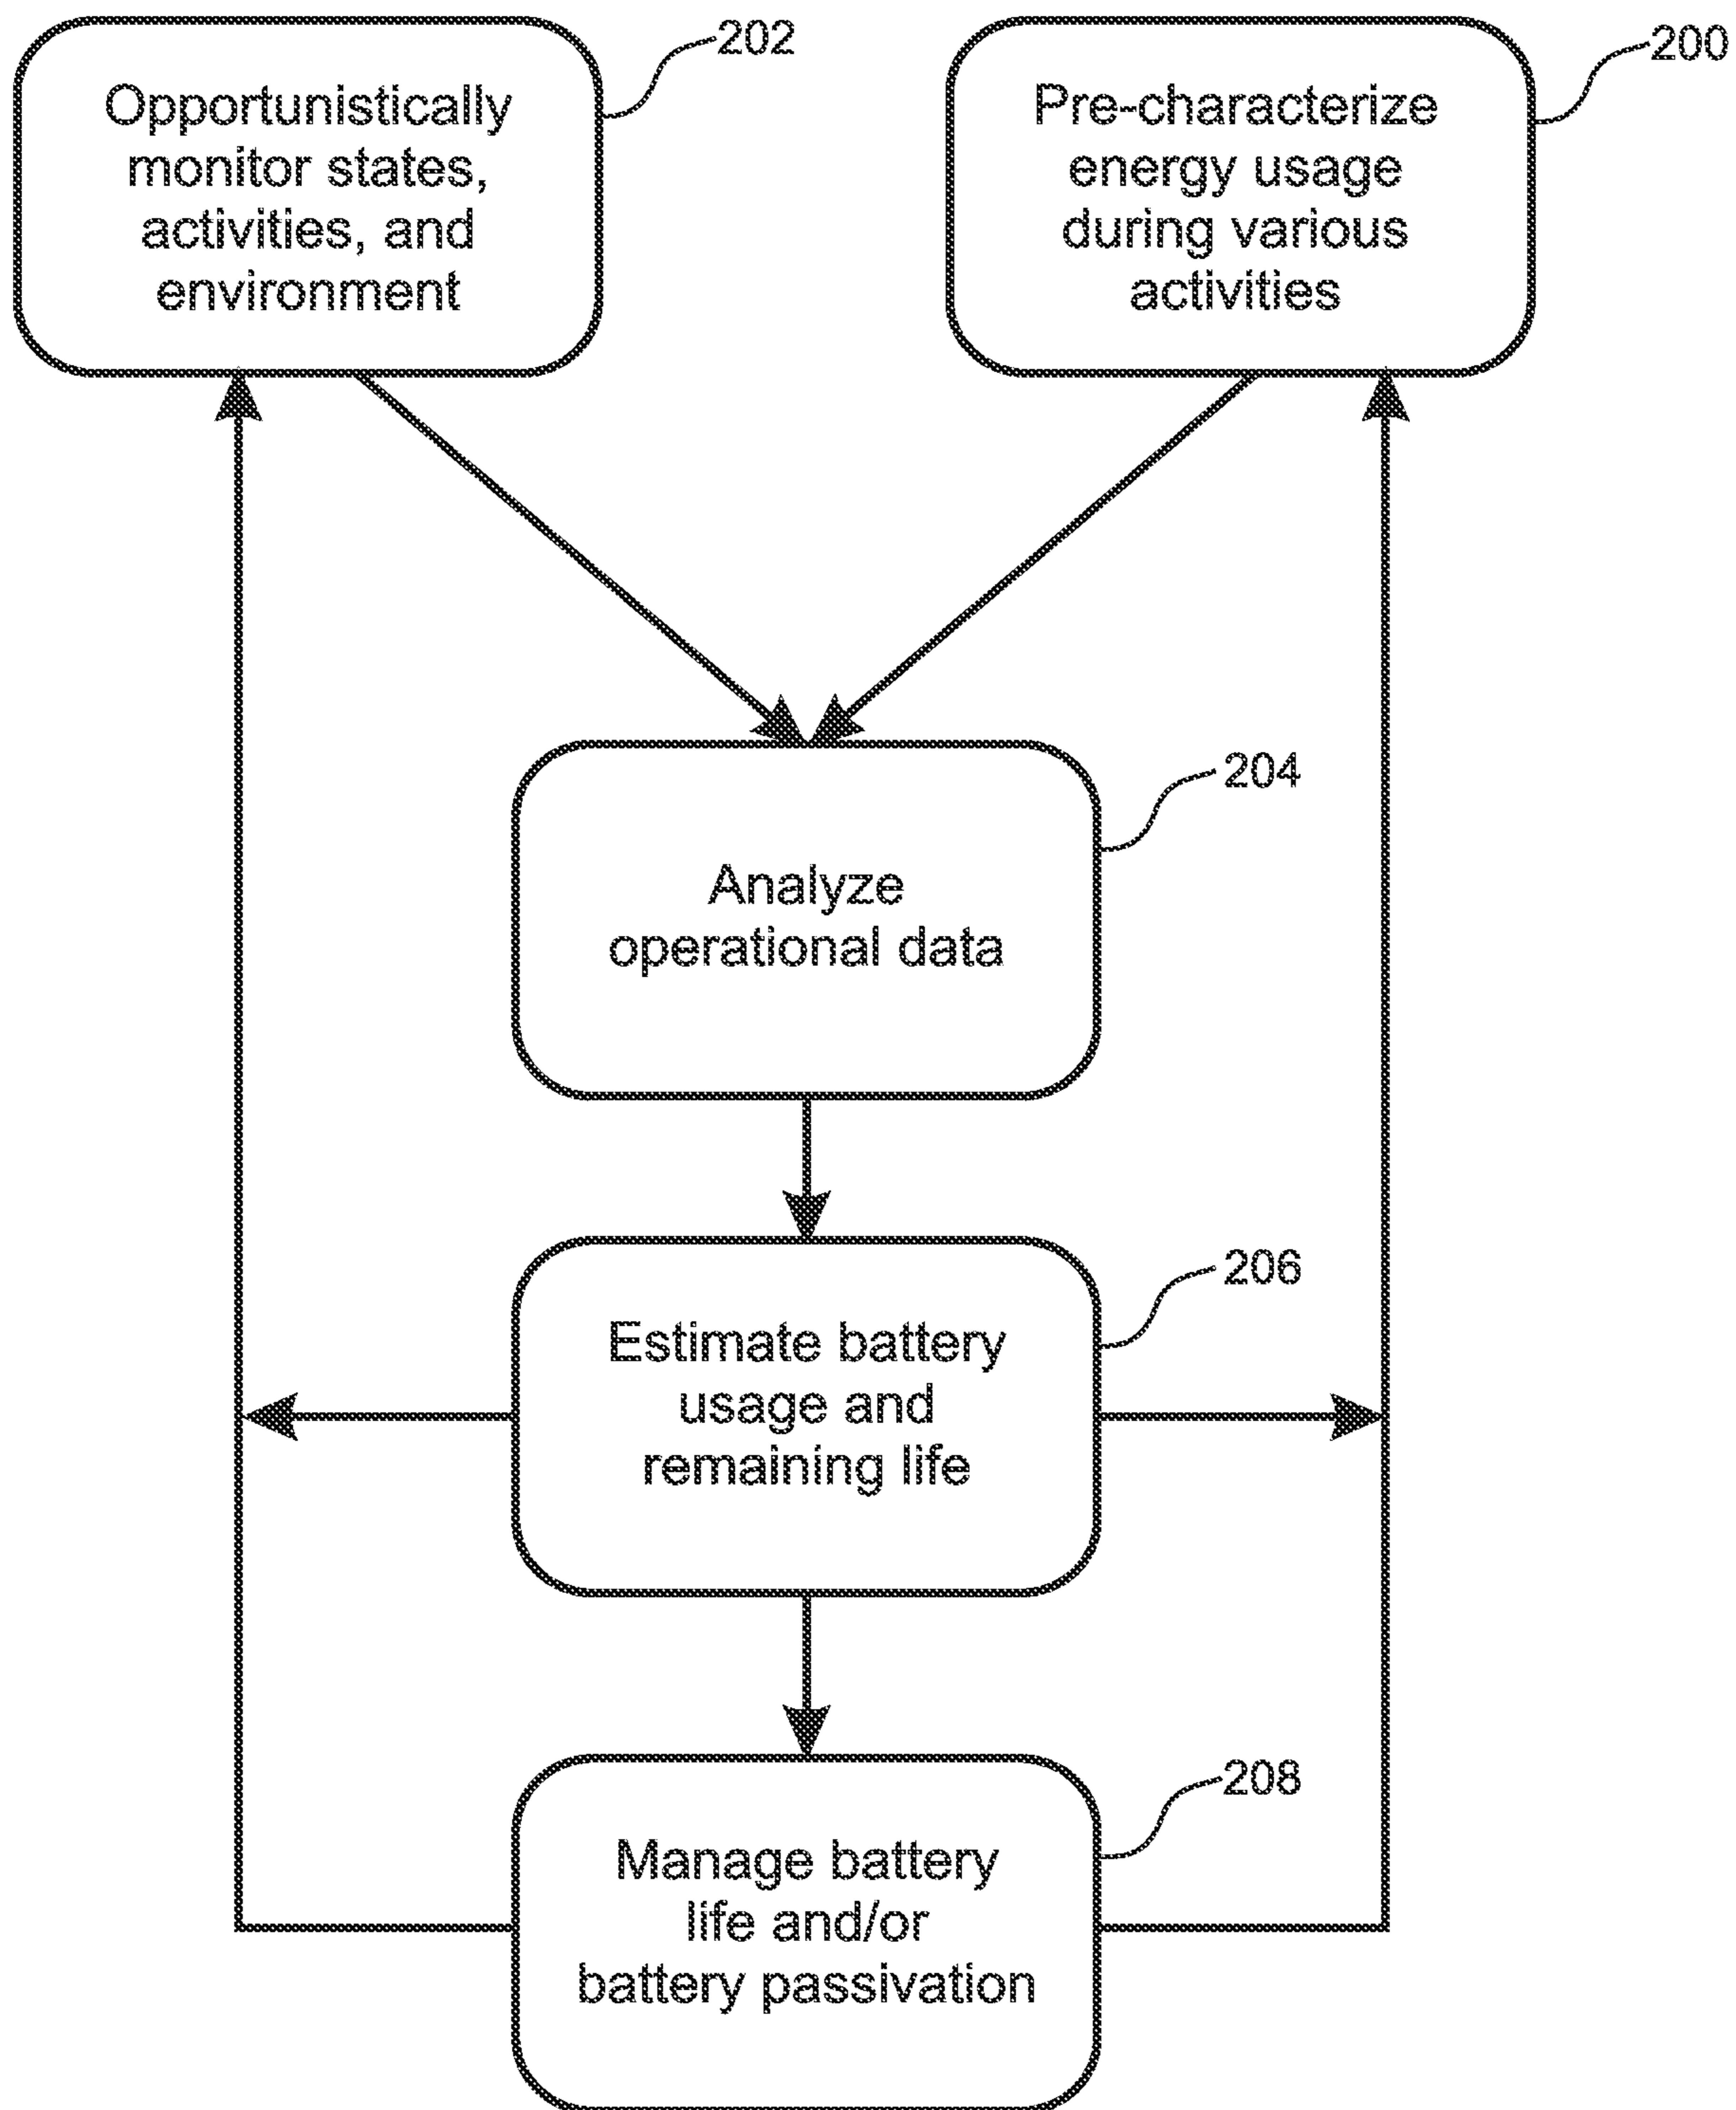 202
Opportunistically
monitor states,
activities, and
environment
200
Pre-characterize
energy usage
during various
activities
204
Analyze
operational data
206
Estimate battery
usage and
remaining life
208
Manage battery
life and/or
battery passivation